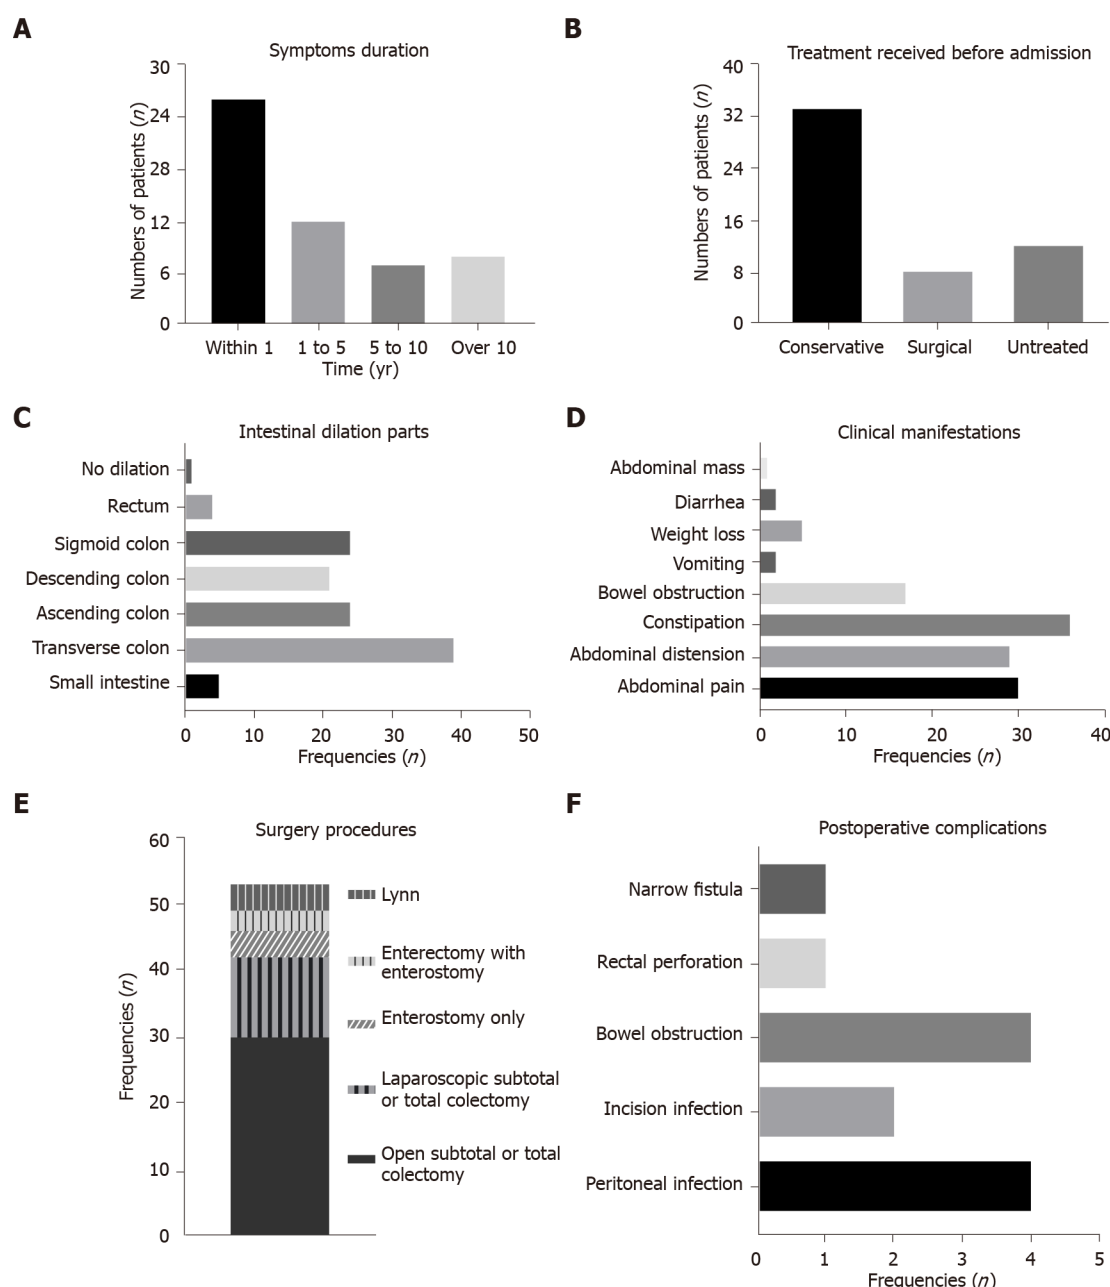 A
Symptoms duration
Numbers of patients (n)
30
24
28
12
6
0
Within 1
1 to 5
5 to 10
Over 10
Time (yr)
B
Treatment received before admission
Numbers of patients (n)
40
32
24
16
8
0
Conservative
Surgical
Untreated
C
Intestinal dilation parts
No dilation
Rectum
Sigmoid colon
Descending colon
Ascending colon
Transverse colon
Small intestine
0
10
20
30
40
50
Frequencies (n)
D
Clinical manifestations
Abdominal mass
Diarrhea
Weight loss
Vomiting
Bowel obstruction
Constipation
Abdominal distension
Abdominal pain
0
10
20
30
40
Frequencies (n)
E
Surgery procedures
Frequencies (n)
60
50
40
30
20
10
0
Lynn
Enterectomy with
enterostomy
Enterostomy only
Laparoscopic subtotal
or total colectomy
Open subtotal or total
colectomy
F
Postoperative complications
Narrow fistula
Rectal perforation
Bowel obstruction
Incision infection
Peritoneal infection
0
1
2
3
4
5
Frequencies (n)